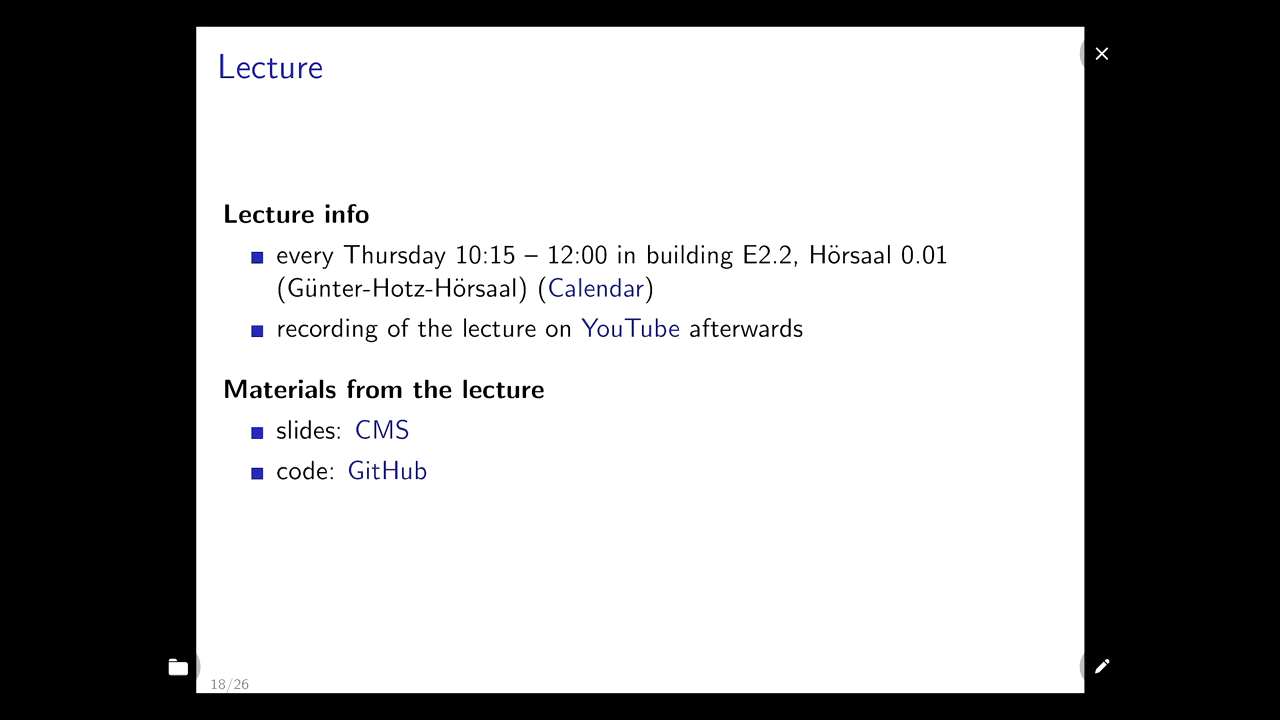 Lecture
Lecture info
every Thursday 10:15 – 12:00 in building E2.2, Hörsaal 0.01
(Günter-Hotz-Hörsaal) (Calendar)
recording of the lecture on YouTube afterwards
Materials from the lecture
slides: CMS
code: GitHub
18/26